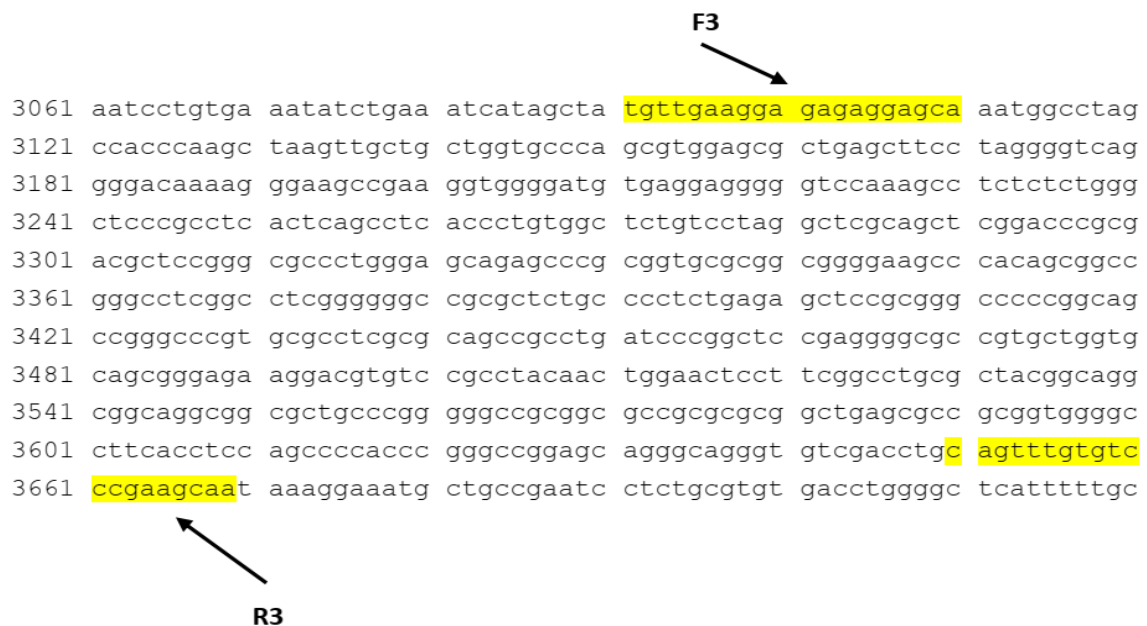 F3
3061 aatcctgtga aatatctgaa atcatagcta tgttgaagga gagaggagca aatggcctag
3121 ccacccaagc taagttgctg ctggtgccca gcgtggagcg ctgagcttcc taggggtcag
3181 gggacaaaag ggaagccgaa ggtggggatg tgaggagggg gtccaaagcc tctctctggg
3241 ctcccgcctc actcagcctc accctgtggc tctgtcctag gctcgcagct cggacccgcg
3301 acgctccggg cgccctggga gcagagcccg cggtgcgcgg cggggaagcc cacagcggcc
3361 gggcctcggc ctcggggggc cgcgctctgc ccctctgaga gctccgcggg cccccggcag
3421 ccgggcccgt gcgcctcgcg cagccgcctg atcccggctc cgaggggcgc cgtgctggtg
3481 cagcgggaga aggacgtgtc cgcctacaac tggaactcct tcggcctgcg ctacggcagg
3541 cggcaggcgg cgctgcccgg gggccgcggc gccgcgcgcg gctgagcgcc gcggtggggc
3601 cttcacctcc agccccaccc gggccggagc agggcagggt gtcgacctgc agtttgtgtc
3661 ccgaagcaat aaaggaaatg ctgccgaatc ctctgcgtgt gacctggggc tcatttttgc
R3